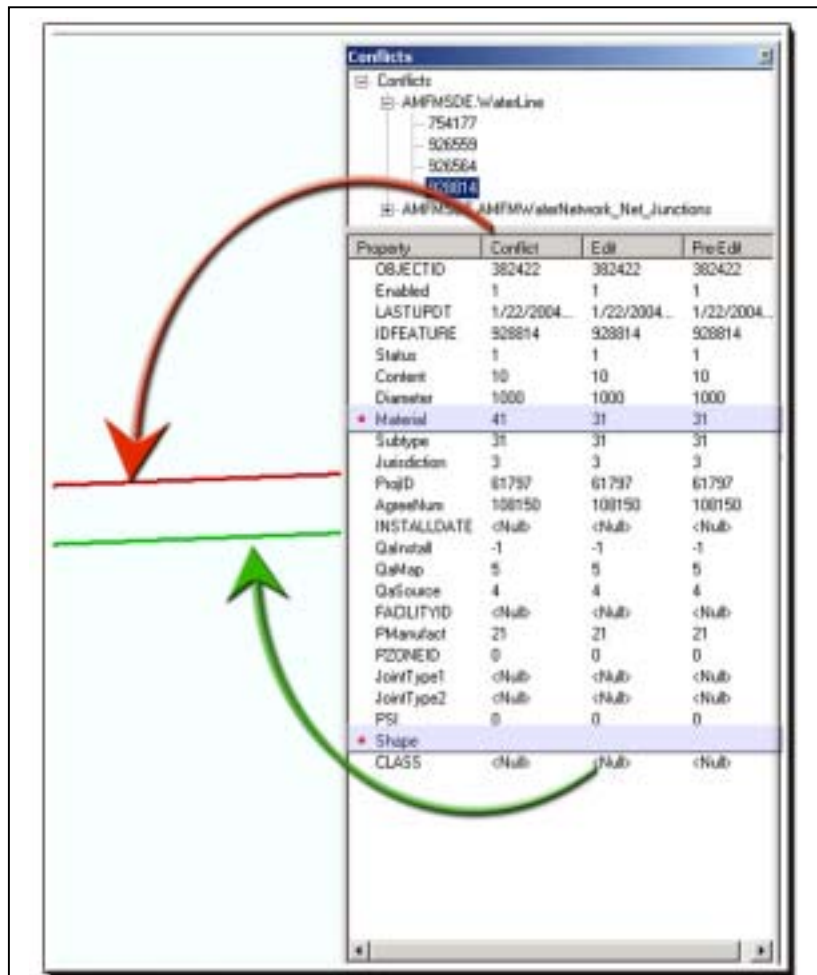 Conflicts
Conflicts
AMFMSDE.WaterLine
754177
926559
926564
928814
AMFMSDE.AMFMWaterNetwork_Net_Junctions
Property Conflict Edit Pre-Edit
OBJECTID 382422 382422 382422
Enabled 1 1 1
LASTUPDT 1/22/2004... 1/22/2004... 1/22/2004...
IDFEATURE 928814 928814 928814
Status 1 1 1
Content 10 10 10
Diameter 1000 1000 1000
Material 41 31 31
Subtype 31 31 31
Jurisdiction 3 3 3
ProjID 61797 61797 61797
AgreeNum 108150 108150 108150
INSTALLDATE <Null> <Null> <Null>
QaInstall -1 -1 -1
QaMap 5 5 5
QaSource 4 4 4
FACILITYID <Null> <Null> <Null>
PManufact 21 21 21
PZONEID 0 0 0
JointType1 <Null> <Null> <Null>
JointType2 <Null> <Null> <Null>
PSI 0 0 0
Shape
CLASS <Null> <Null> <Null>